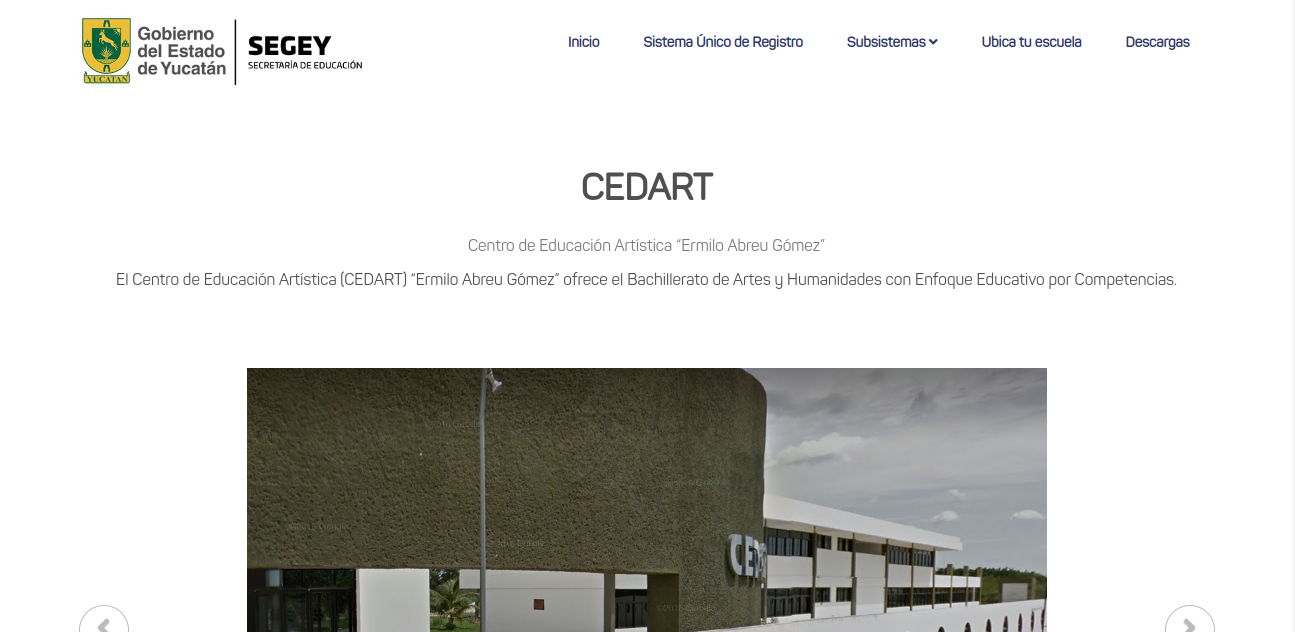 Gobierno
del Estado
de Yucatán
YUCATÁN
SEGEY
SECRETARÍA DE EDUCACIÓN
Inicio
Sistema Único de Registro
Subsistemas
Ubica tu escuela
Descargas
CEDART
Centro de Educación Artística “Ermilo Abreu Gómez”
El Centro de Educación Artística (CEDART) “Ermilo Abreu Gómez” ofrece el Bachillerato de Artes y Humanidades con Enfoque Educativo por Competencias.